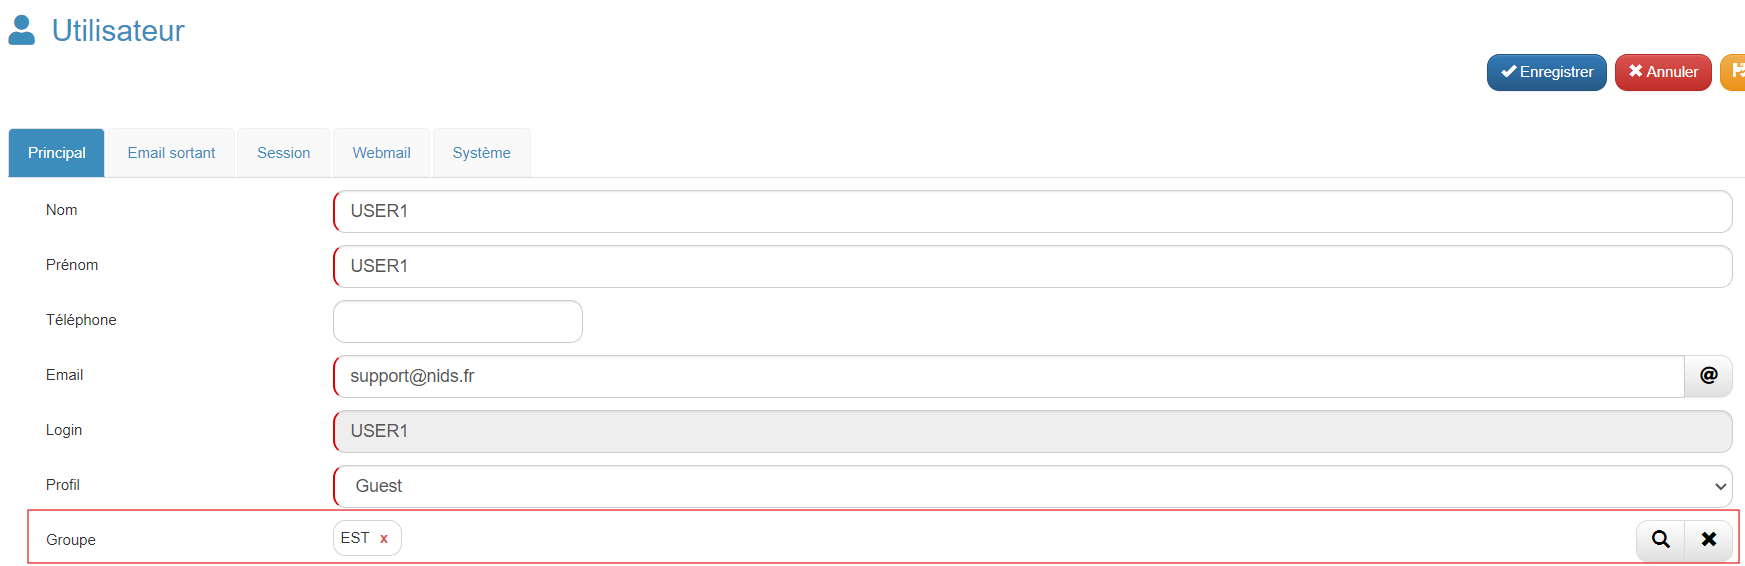 Utilisateur
Enregistrer Annuler
Principal Email sortant Session Webmail Système
Nom USER1
Prénom USER1
Téléphone
Email support@nids.fr @
Login USER1
Profil Guest
Groupe EST x